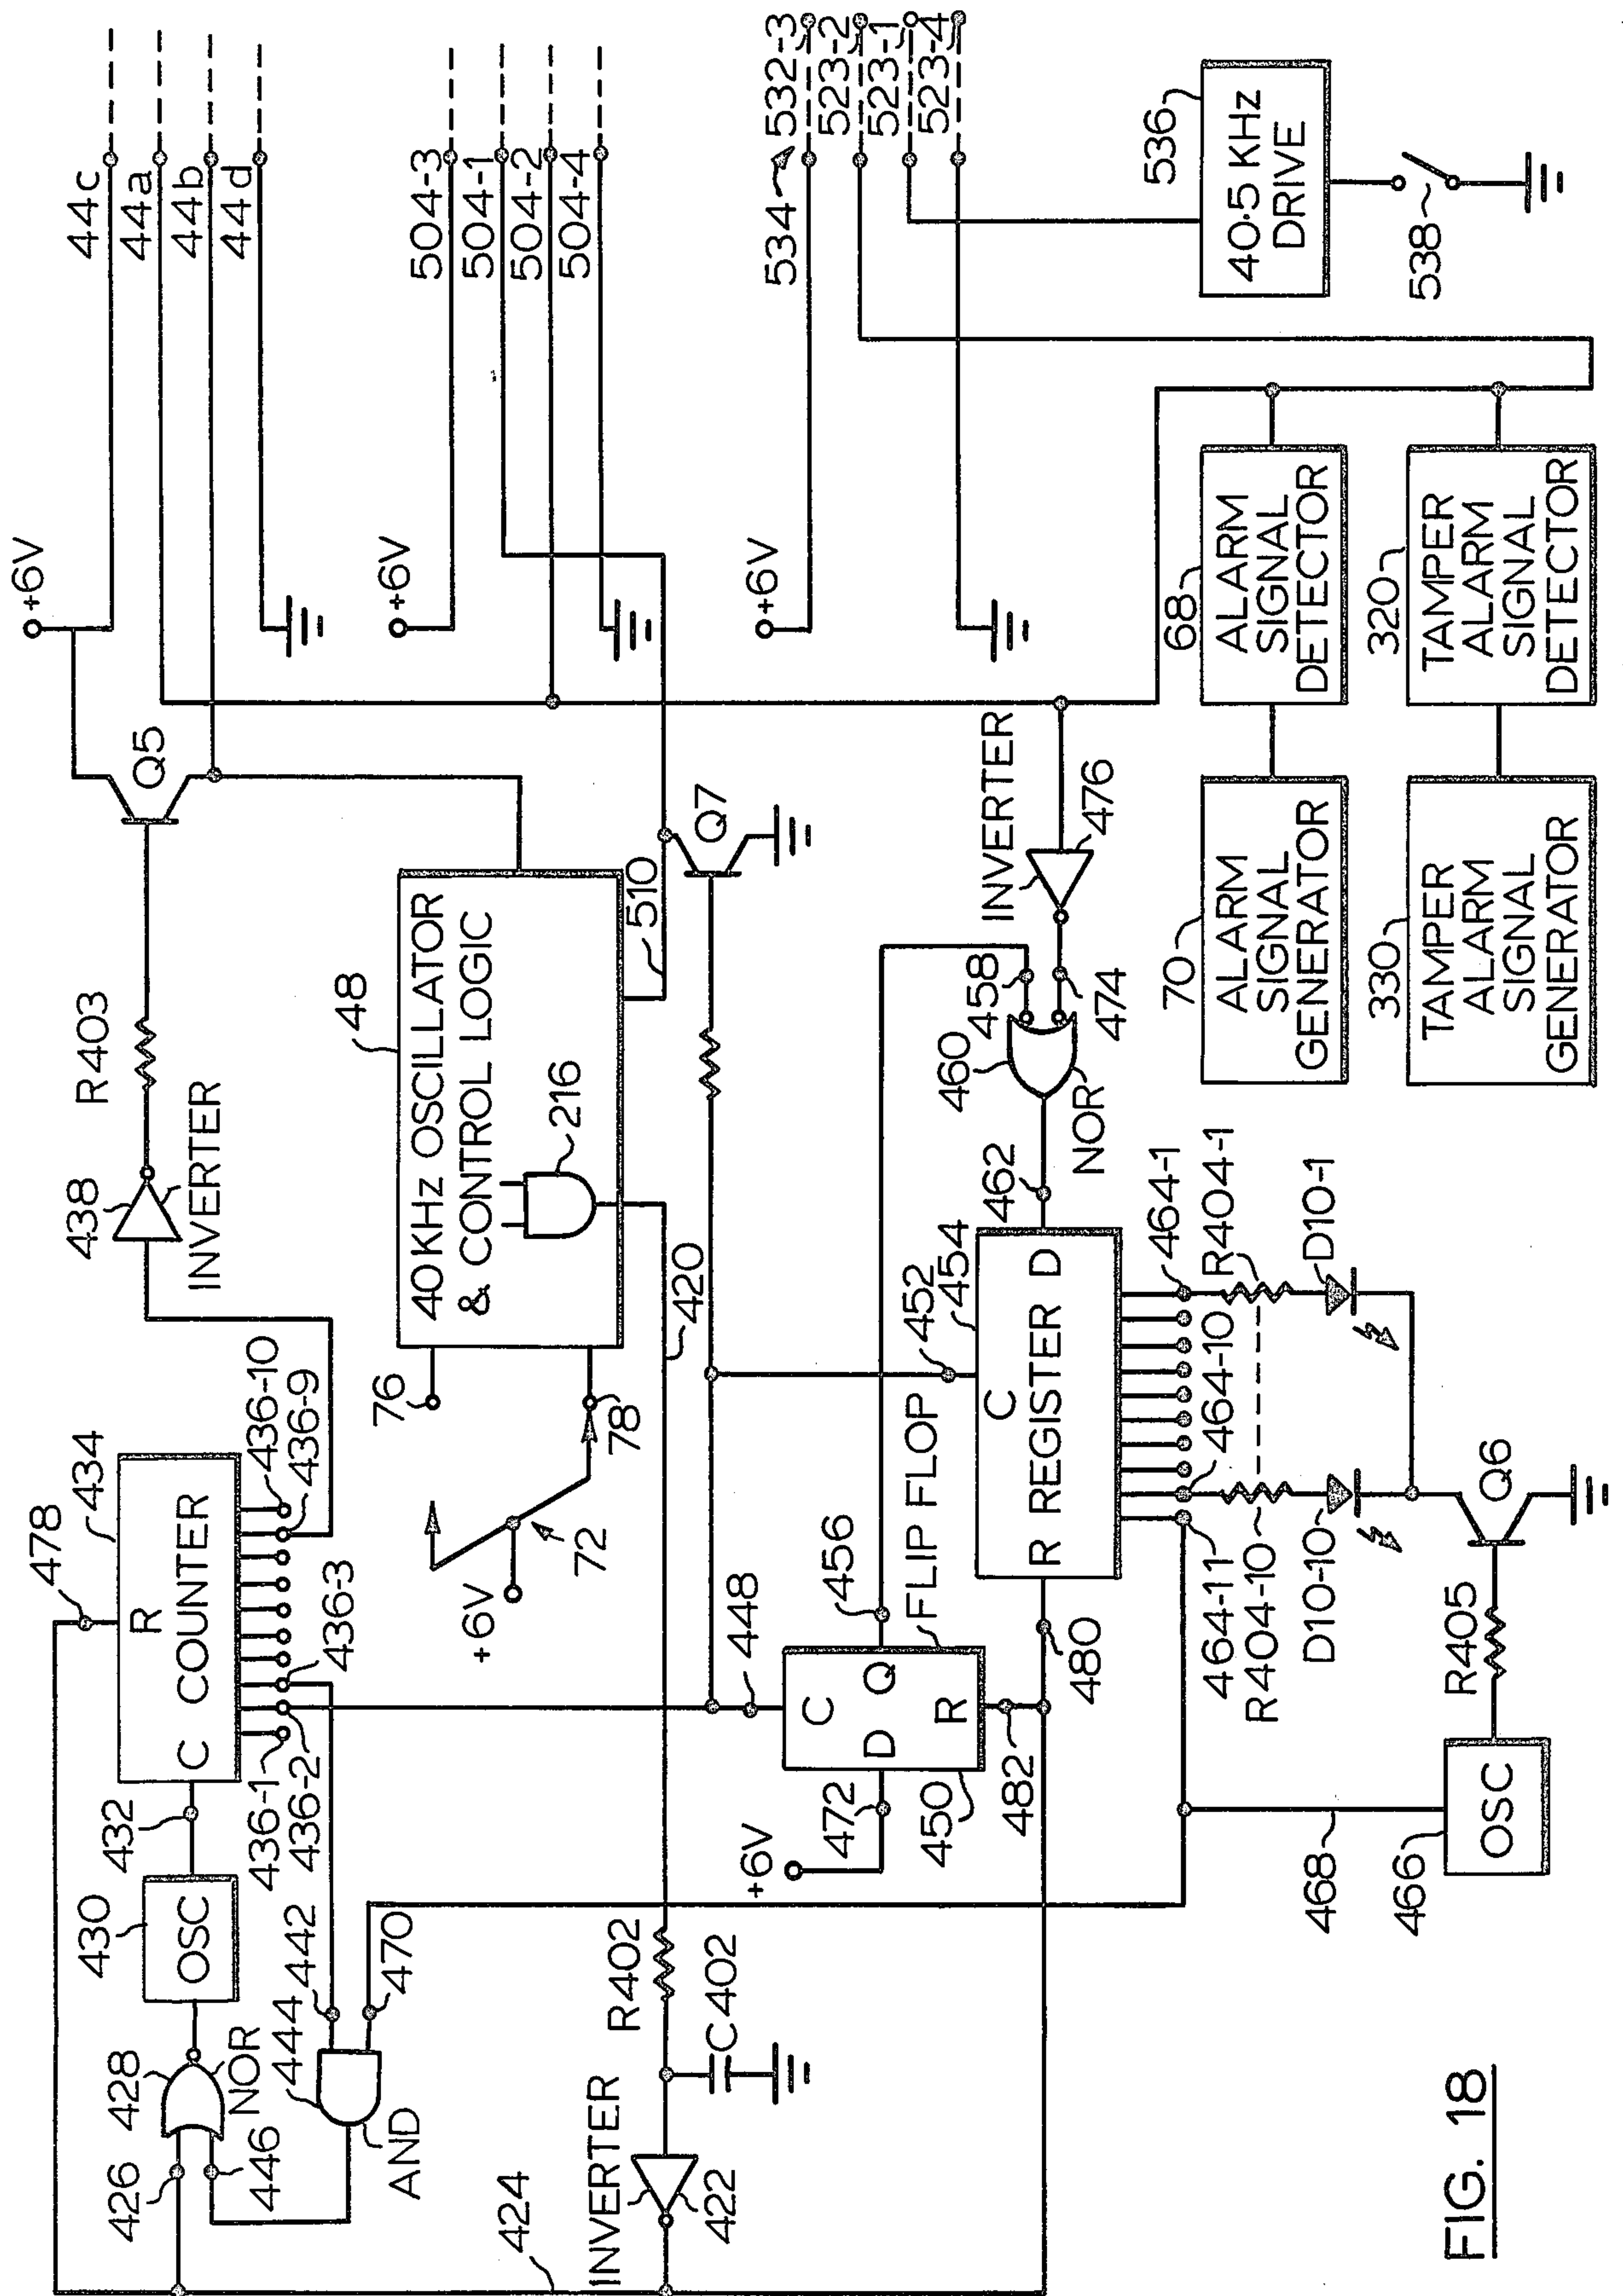 +6V
44c
44a
44b
44d
478
434
R
COUNTER
C
432
430
OSC
428
NOR
426
446
444
442
AND
470
436-1
436-2
436-3
436-10
436-9
438
INVERTER
R403
Q5
+6V
504-3
504-1
504-2
504-4
76
78
72
+6V
48
40KHz OSCILLATOR
& CONTROL LOGIC
216
420
510
Q7
424
INVERTER
422
R402
C402
+6V
534
532-3
523-2
523-1
523-4
448
C
D Q
R
472
+6V
450
482
456
FLIP FLOP
452
454
C
R REGISTER D
480
462
460
458
474
NOR
INVERTER
476
464-1
464-10
464-11
R404-1
R404-10
D10-1
D10-10
Q6
R405
OSC
466
468
70
ALARM
SIGNAL
GENERATOR
68
ALARM
SIGNAL
DETECTOR
330
TAMPER
ALARM
SIGNAL
GENERATOR
320
TAMPER
ALARM
SIGNAL
DETECTOR
536
40.5 KHz
DRIVE
538
FIG. 18